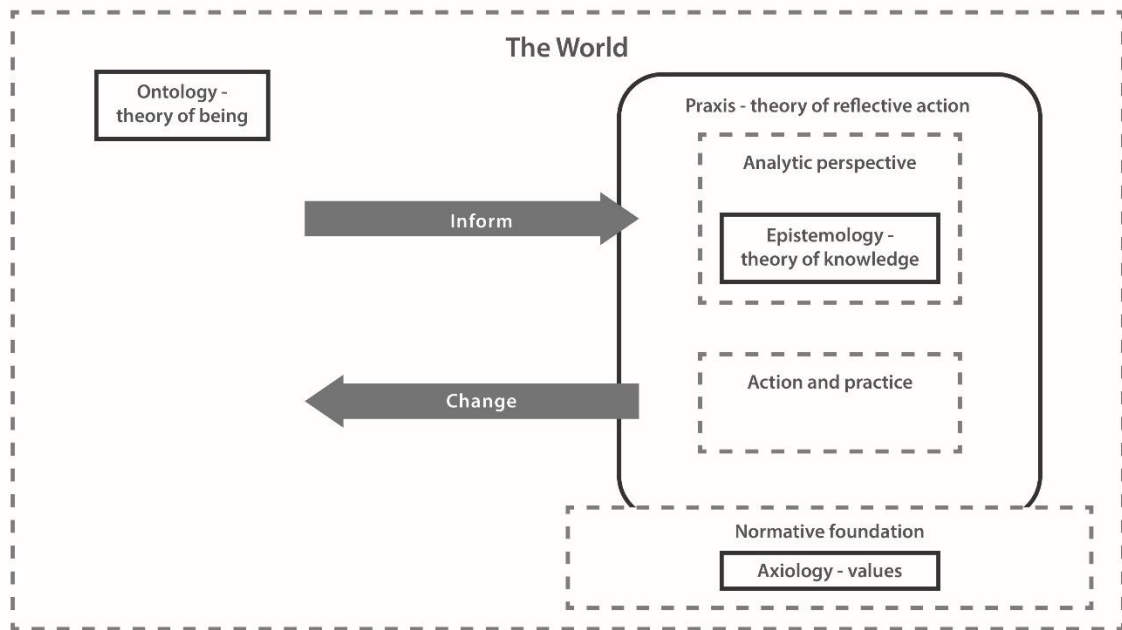 The World
Ontology -
theory of being
Praxis - theory of reflective action
Analytic perspective
Inform
Epistemology -
theory of knowledge
Change
Action and practice
Normative foundation
Axiology - values